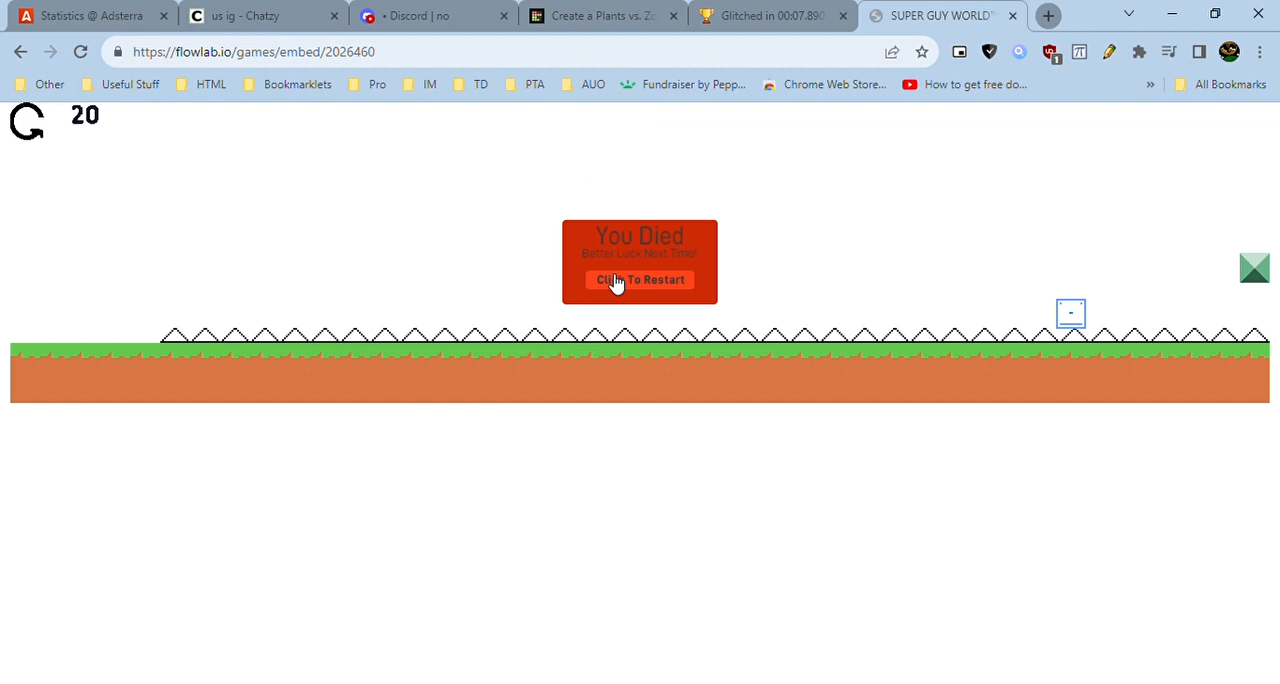 Statistics @ Adsterra
us ig - Chatzy
• Discord | no
Create a Plants vs. Zo
Glitched in 00:07.890
SUPER GUY WORLD"
https://flowlab.io/games/embed/2026460
1
Other
Useful Stuff
HTML
Bookmarklets
Pro
IM
TD
PTA
AUO
Fundraiser by Pepp...
Chrome Web Store...
How to get free do...
»
All Bookmarks
20
You Died
Better Luck Next Time!
Click To Restart